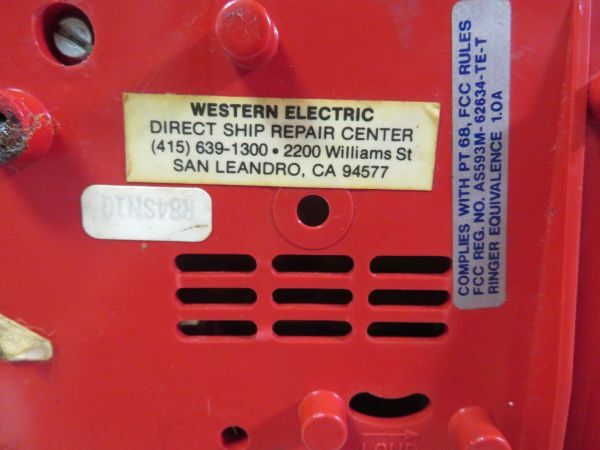 WESTERN ELECTRIC
DIRECT SHIP REPAIR CENTER
(415) 639-1300 • 2200 Williams St
SAN LEANDRO, CA 94577
COMPLIES WITH PT 68, FCC RULES
FCC REG. NO. AS593M-62634-TE-T
RINGER EQUIVALENCE 1.0A
LOUD